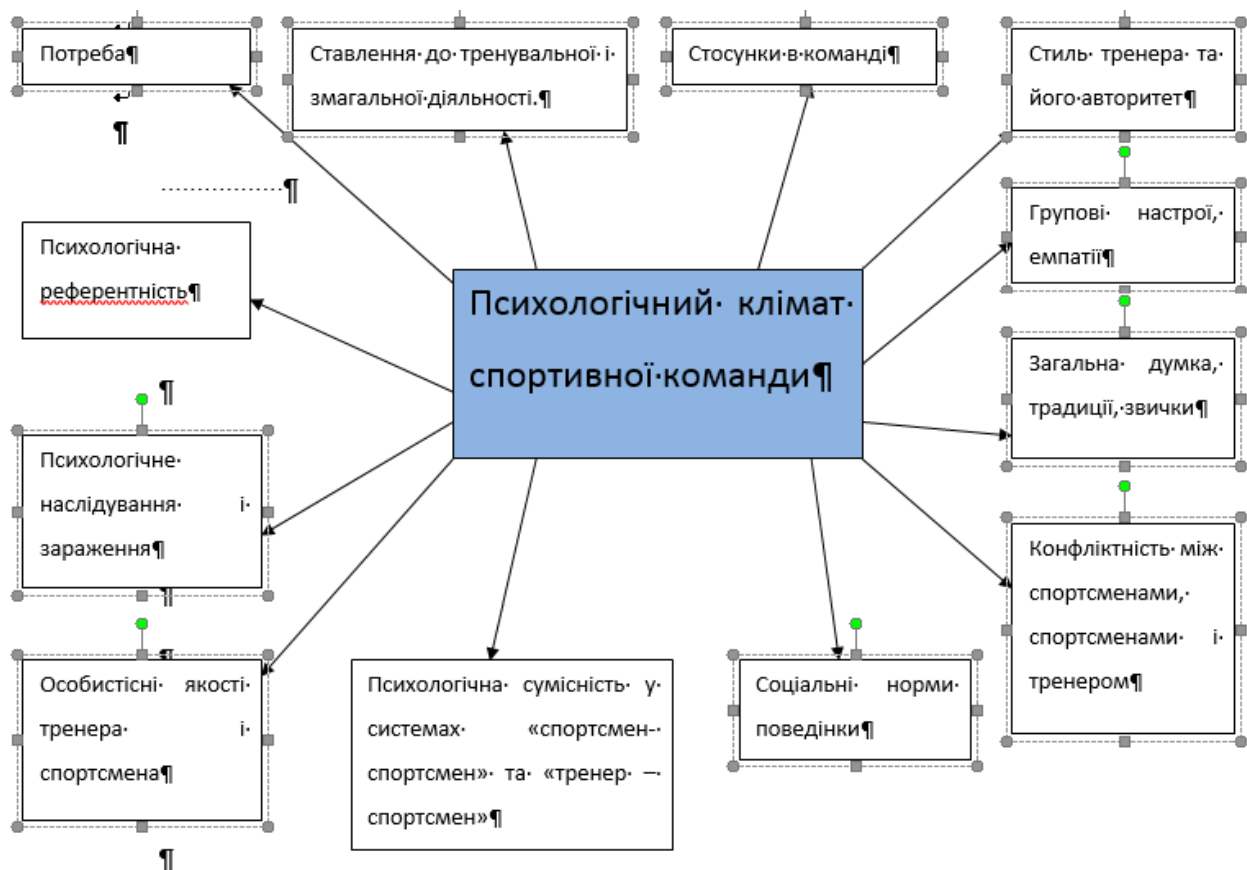 Потреба¶
Ставлення до тренувальної і
змагальної діяльності.¶
Стосунки в команді¶
Стиль тренера та
його авторитет¶
¶
¶
Групові настрої,
емпатії¶
Психологічна
референтність¶
Психологічний клімат
спортивної команди¶
Загальна думка,
традиції, звички¶
¶
Психологічне
наслідування і
зараження¶
Конфліктність між
спортсменами,
спортсменами і
тренером¶
¶
¶
Особистісні якості
тренера і
спортсмена¶
Психологічна сумісність у
системах «спортсмен-
спортсмен» та «тренер –
спортсмен»¶
Соціальні норми
поведінки¶
¶